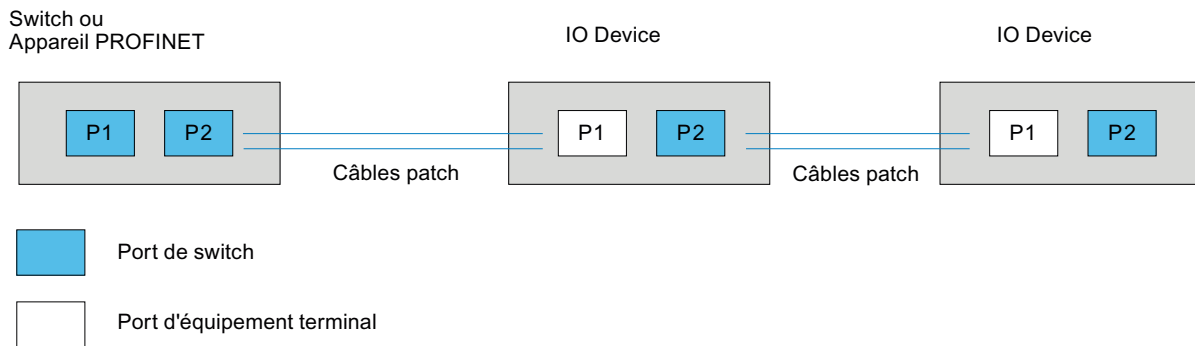 Switch ou
Appareil PROFINET
IO Device
IO Device
P1
P2
P1
P2
P1
P2
Câbles patch
Câbles patch
Port de switch
Port d'équipement terminal